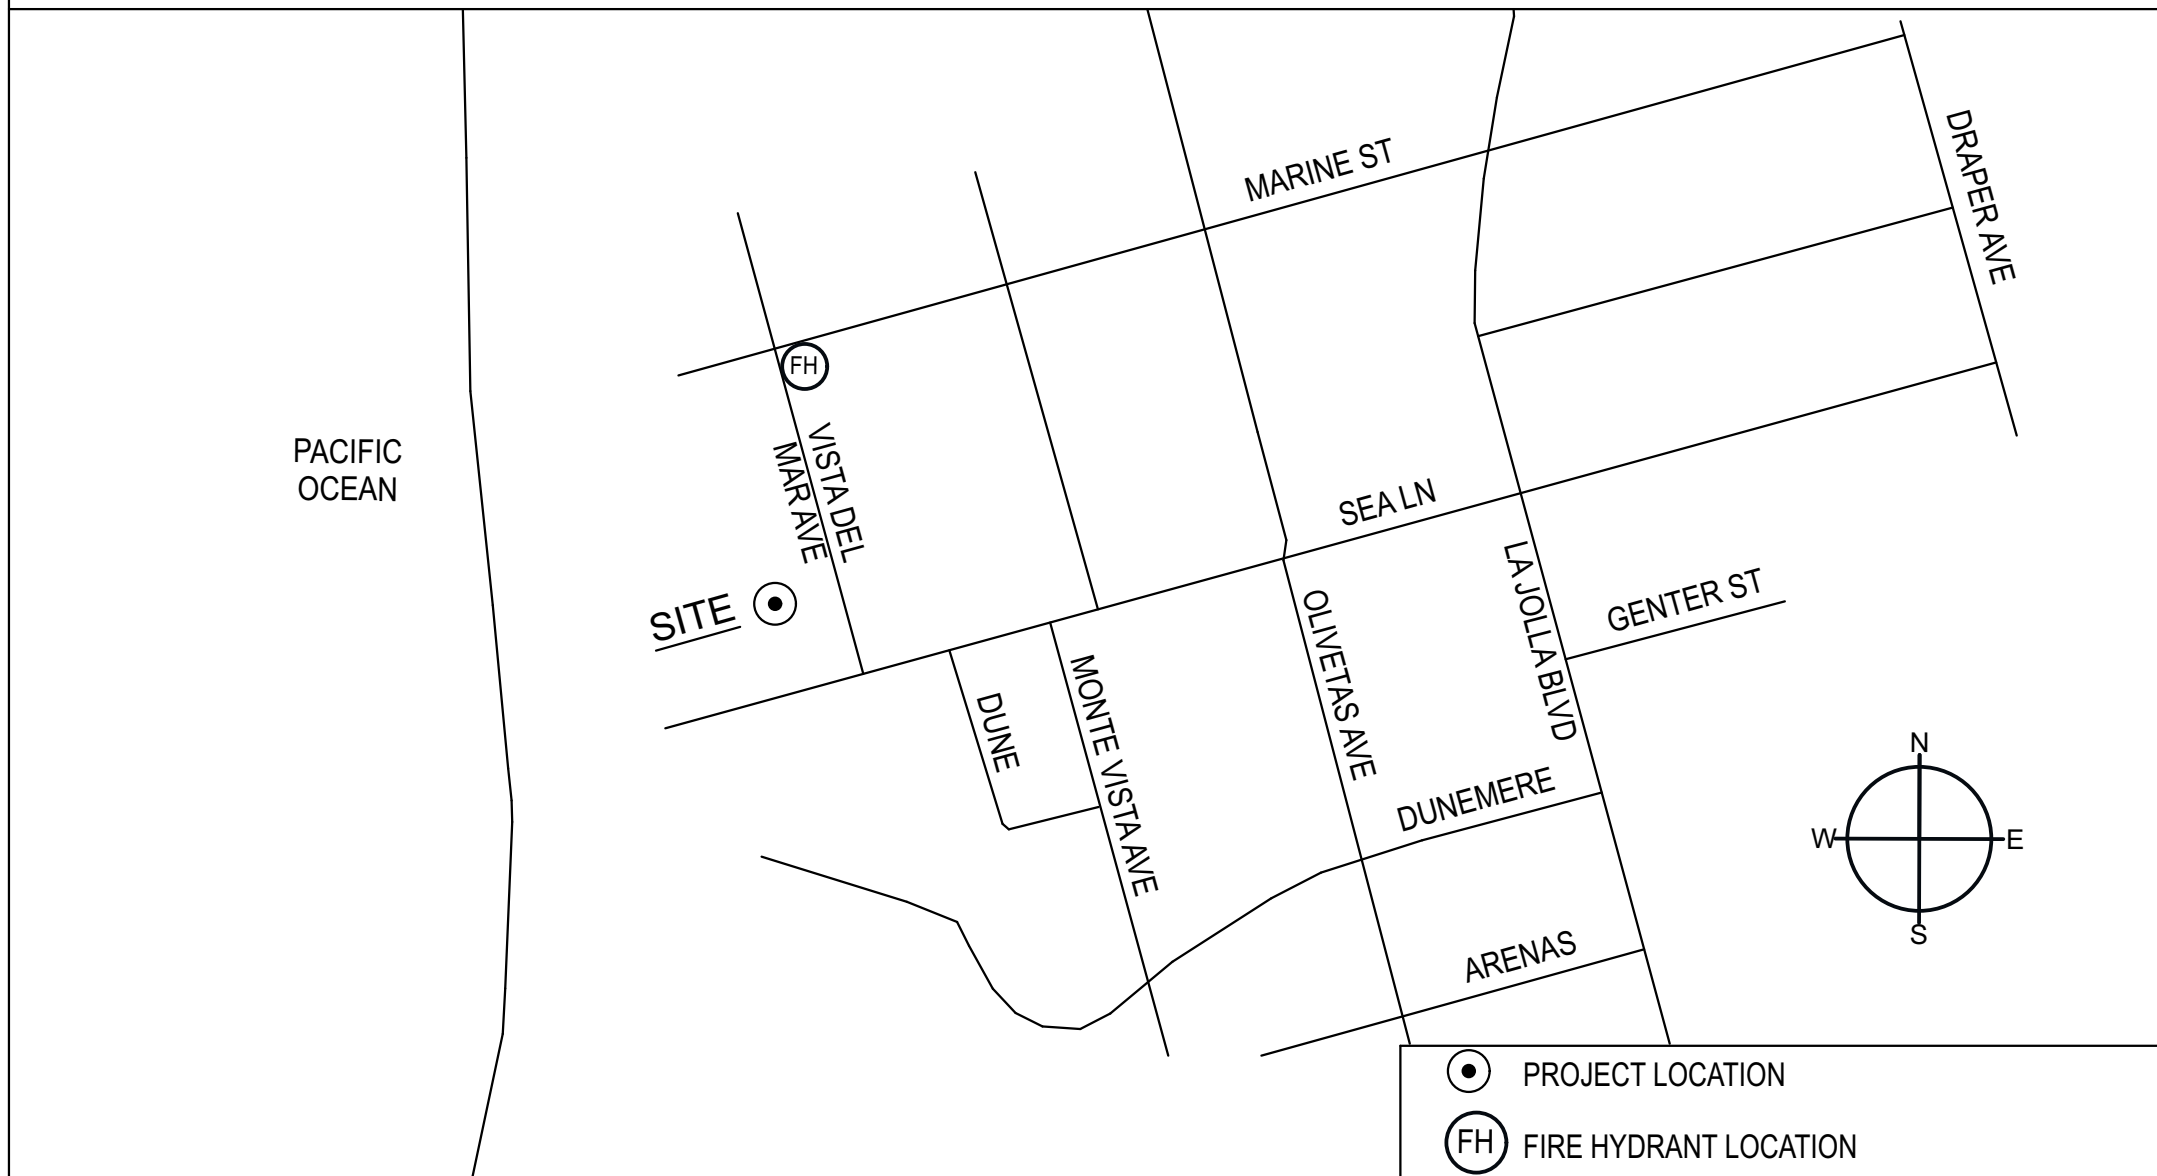 MARINE ST
DRAPER AVE
FH
PACIFIC
OCEAN
VISTA DEL
MAR AVE
SEA LN
SITE
LA JOLLA BLVD
GENTER ST
OLIVETAS AVE
MONTE VISTA AVE
DUNE
DUNEMERE
ARENAS
N
W
E
S
PROJECT LOCATION
FH
FIRE HYDRANT LOCATION